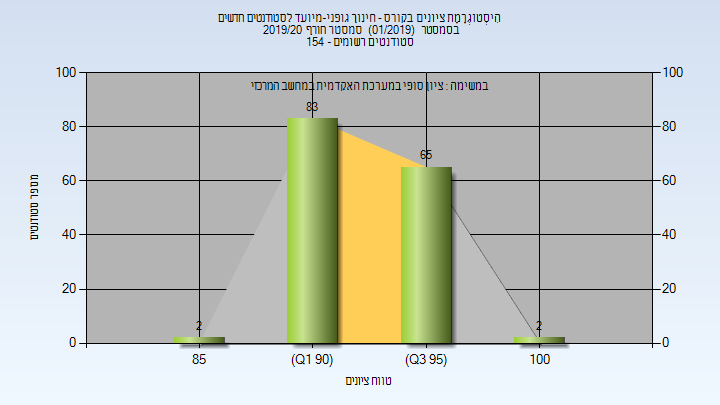 היסטוגרמת ציונים בקורס - חינוך גופני-מיועד לסטודנטים חדשים
בסמסטר (01/2019) סמסטר חורף 2019/20
סטודנטים רשומים - 154
במשימה : ציון סופי במערכת האקדמית במחשב המרכזי
100
80
60
40
20
0
100
80
60
40
20
0
מספר סטודנטים
2
83
65
2
85
(Q1 90)
(Q3 95)
100
טווח ציונים